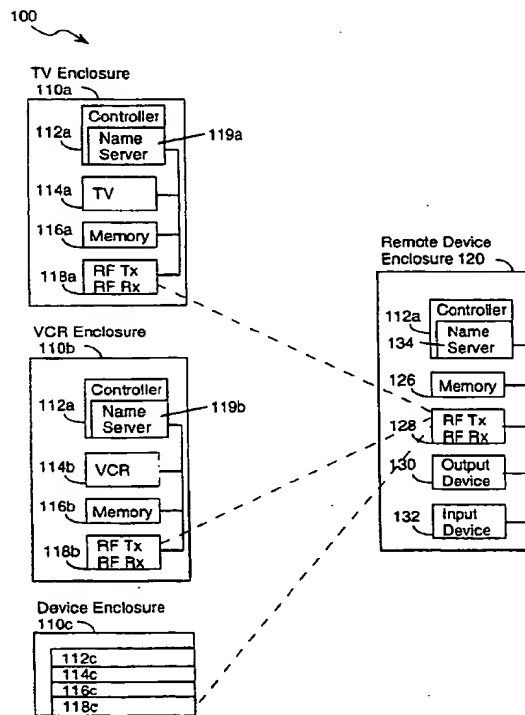 100
TV Enclosure
110a
Controller
112a
Name
Server
119a
114a
TV
116a
Memory
118a
RF Tx
RF Rx
VCR Enclosure
110b
Controller
112a
Name
Server
119b
114b
VCR
116b
Memory
118b
RF Tx
RF Rx
Device Enclosure
110c
112c
114c
116c
118c
Remote Device
Enclosure 120
Controller
112a
Name
134
Server
126
Memory
128
RF Tx
RF Rx
130
Output
Device
132
Input
Device